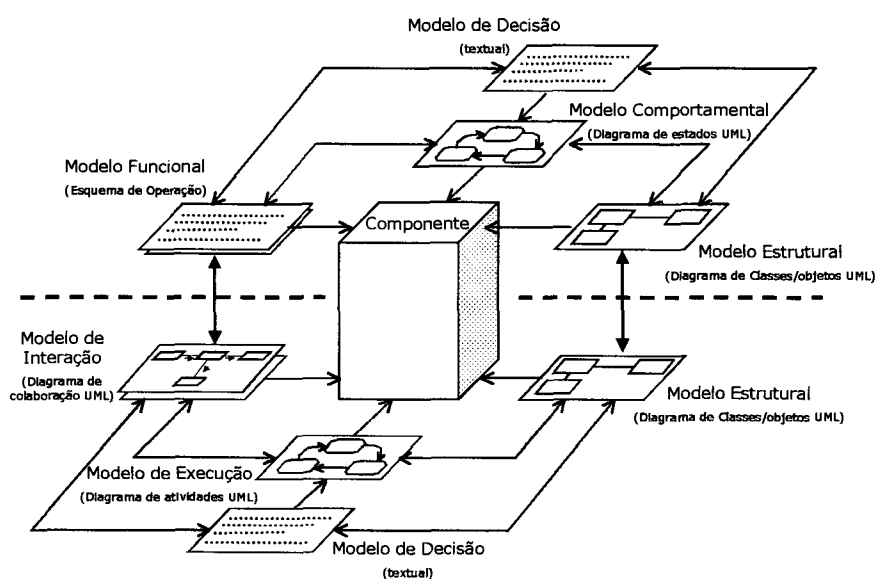 Modelo de Decisão
(textual)
Modelo Comportamental
(Diagrama de estados UML)
Modelo Funcional
(Esquema de Operação)
Componente
Modelo Estrutural
(Diagrama de Classes/objetos UML)
Modelo de
Interação
(Diagrama de
colaboração UML)
Modelo Estrutural
(Diagrama de Classes/objetos UML)
Modelo de Execução
(Diagrama de atividades UML)
Modelo de Decisão
(textual)